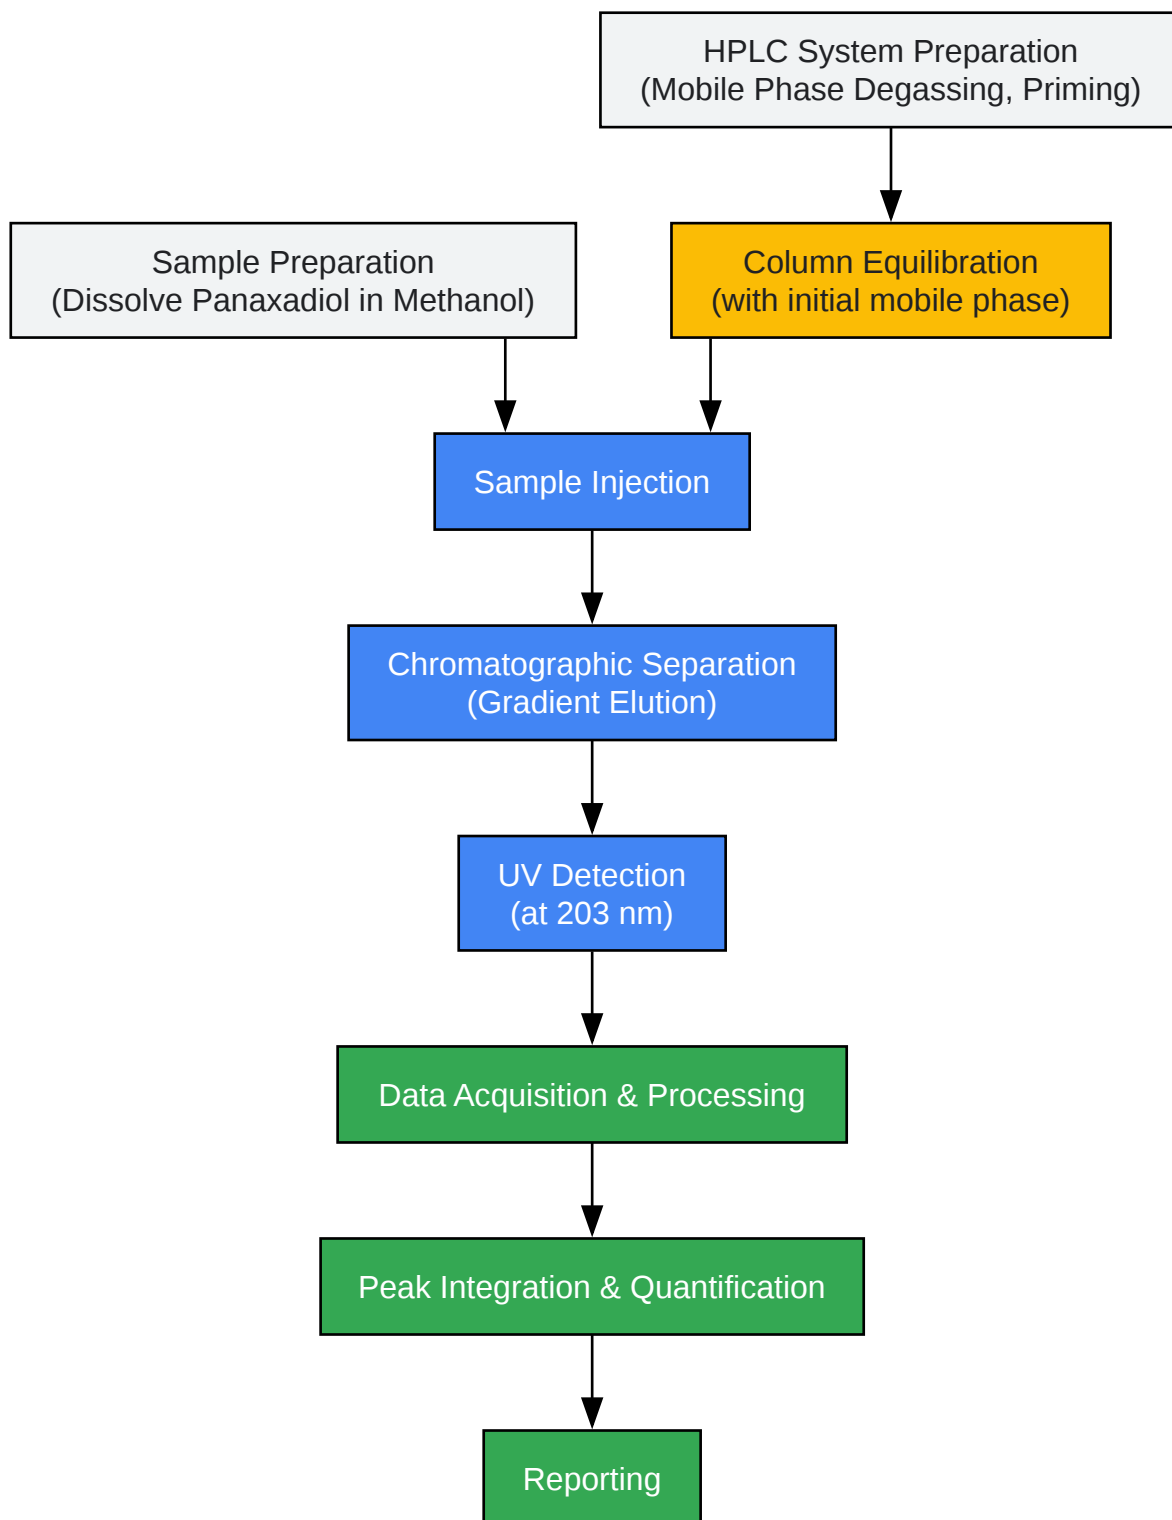 HPLC System Preparation
(Mobile Phase Degassing, Priming)
Sample Preparation
(Dissolve Panaxadiol in Methanol)
Column Equilibration
(with initial mobile phase)
Sample Injection
Chromatographic Separation
(Gradient Elution)
UV Detection
(at 203 nm)
Data Acquisition & Processing
Peak Integration & Quantification
Reporting